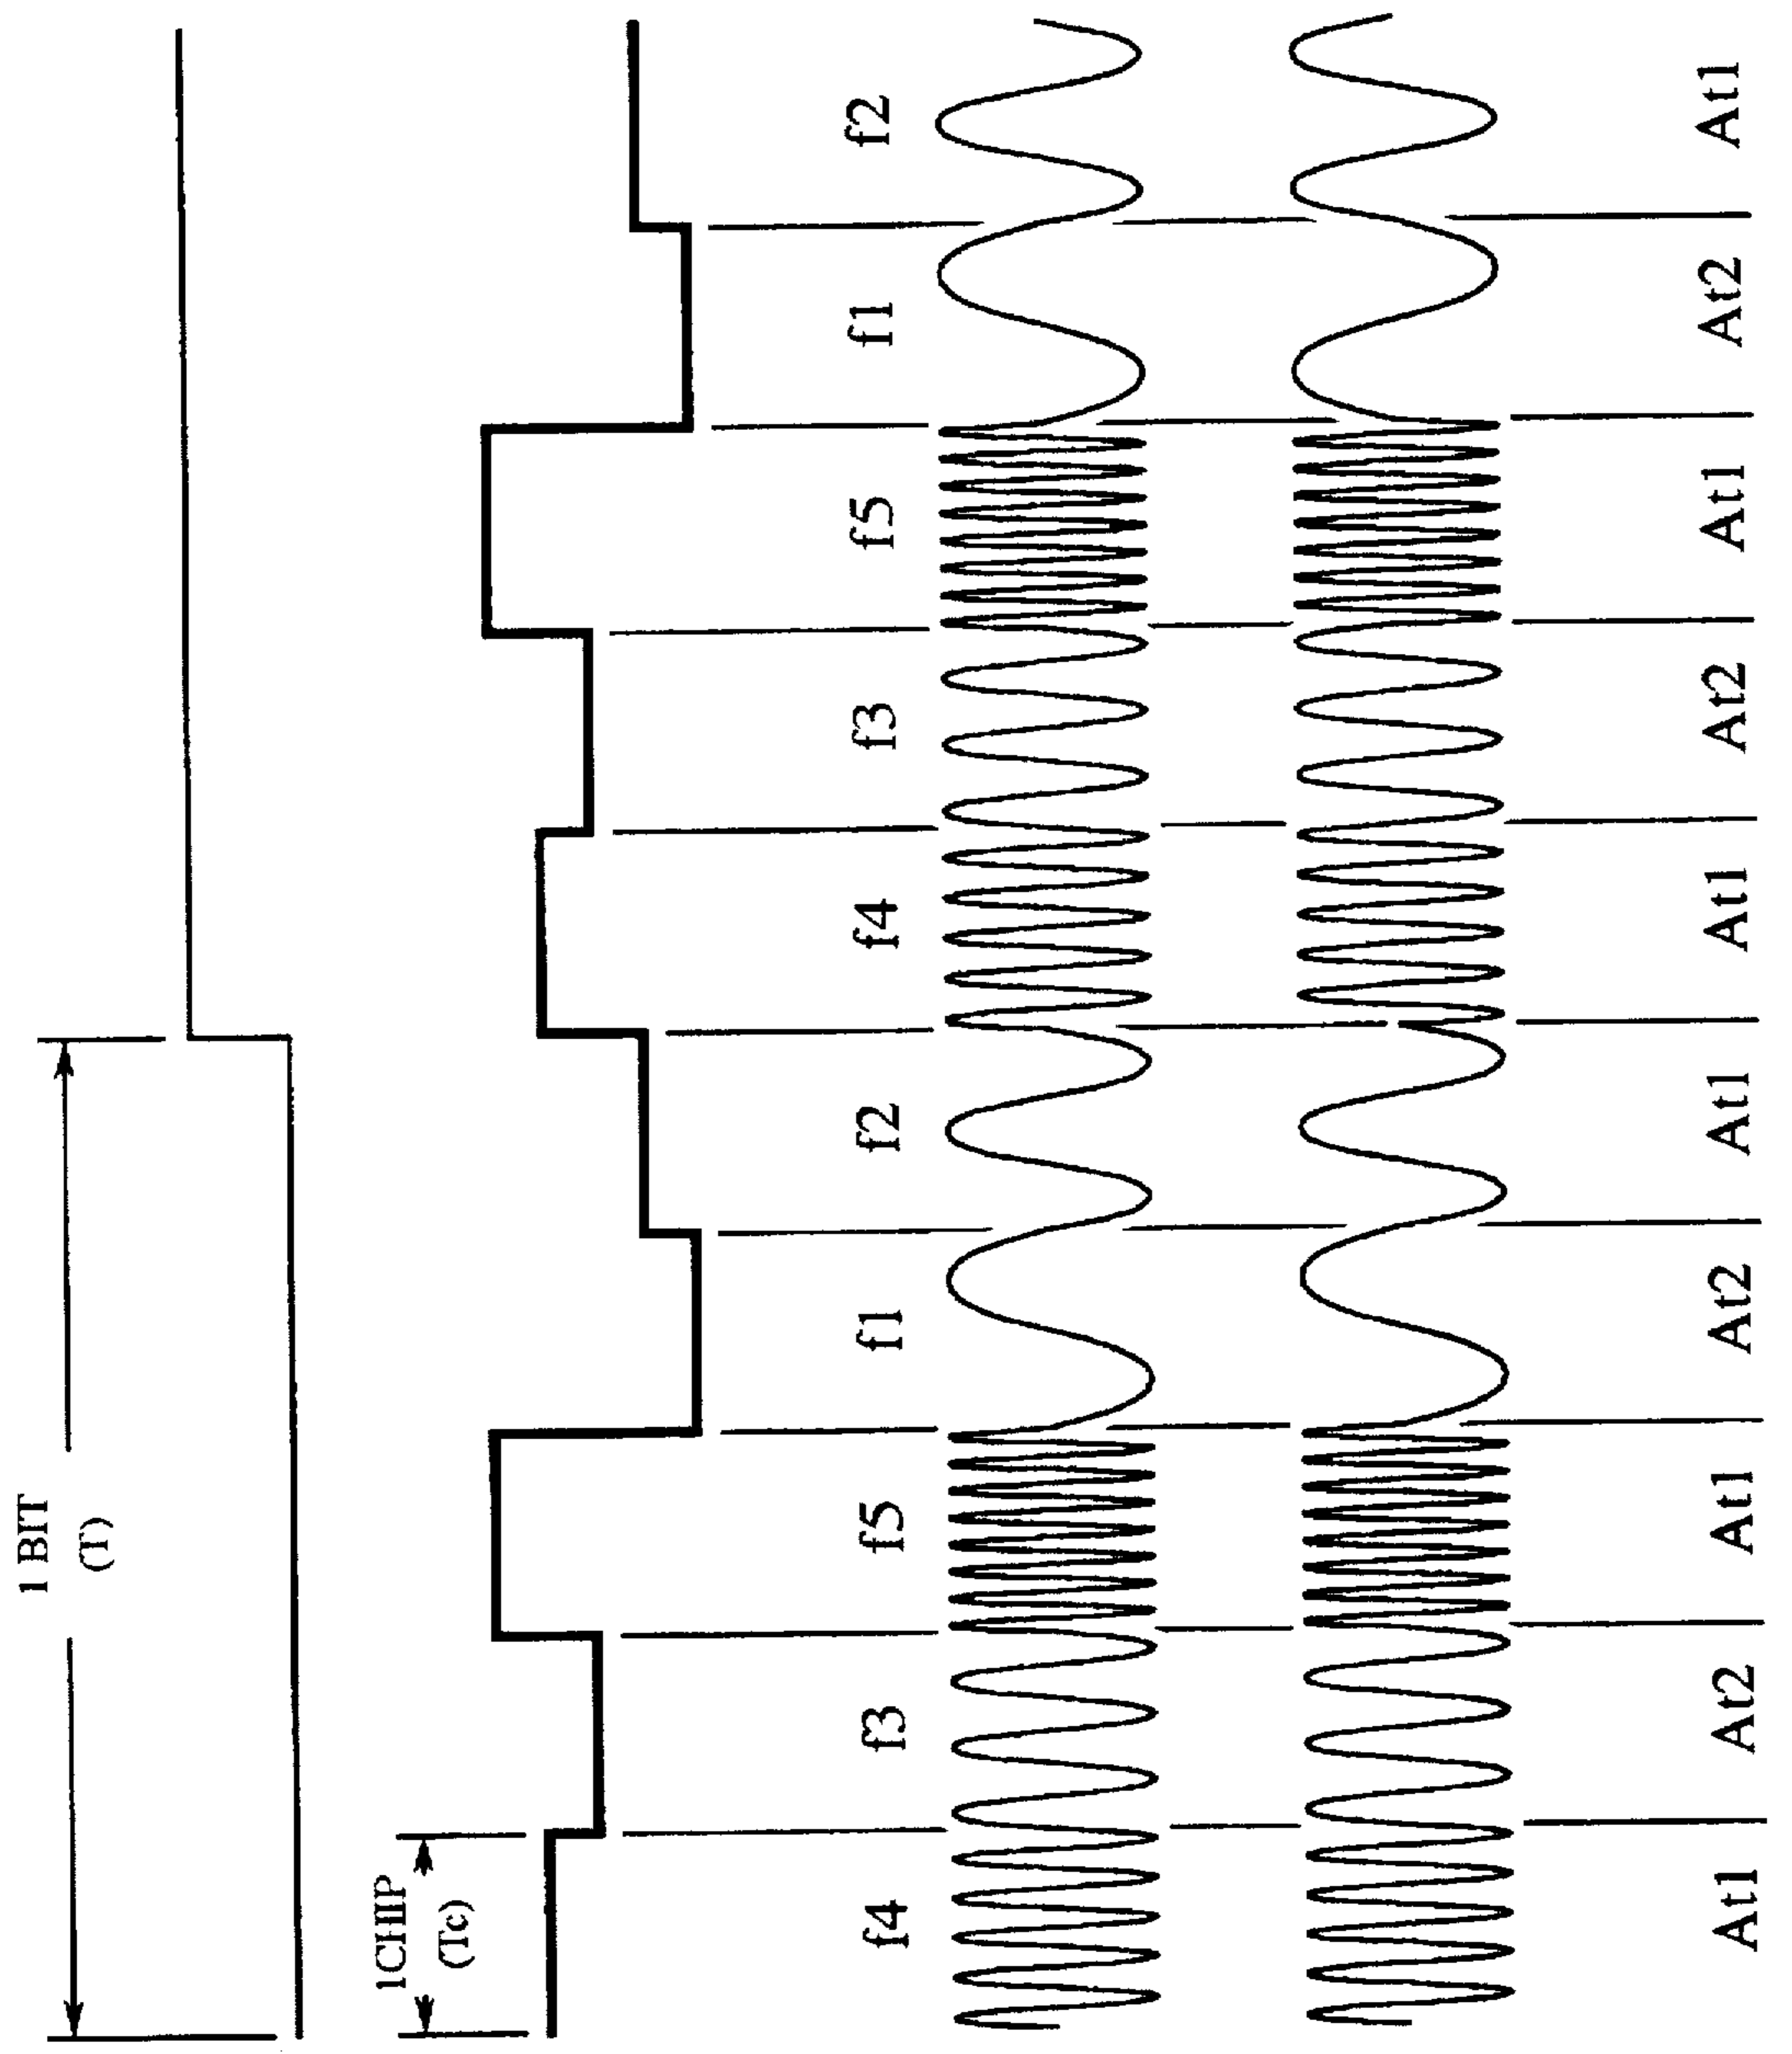 1 BIT
(T)
1CHIP
(Tc)
f4 f3 f5 f1 f2 f4 f3 f5 f1 f2
At1 At2 At1 At2 At1 At1 At2 At1 At2 At1